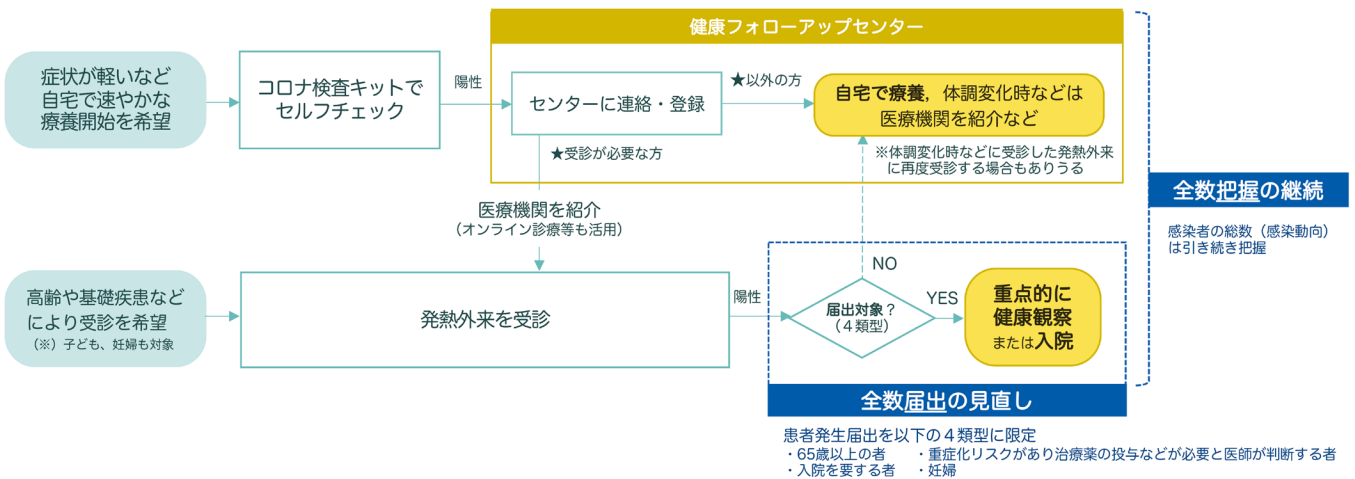 健康フォローアップセンター
症状が軽いなど
自宅で速やかな
療養開始を希望
コロナ検査キットで
セルフチェック
陽性
センターに連絡・登録
★以外の方
自宅で療養，体調変化時などは
医療機関を紹介など
★受診が必要な方
※体調変化時などに受診した発熱外来
に再度受診する場合もありうる
全数把握の継続
感染者の総数（感染動向）
は引き続き把握
医療機関を紹介
（オンライン診療等も活用）
高齢や基礎疾患など
により受診を希望
（※）子ども、妊婦も対象
発熱外来を受診
陽性
届出対象？
（４類型）
NO
YES
重点的に
健康観察
または入院
全数届出の見直し
患者発生届出を以下の４類型に限定
・65歳以上の者　・重症化リスクがあり治療薬の投与などが必要と医師が判断する者
・入院を要する者　・妊婦